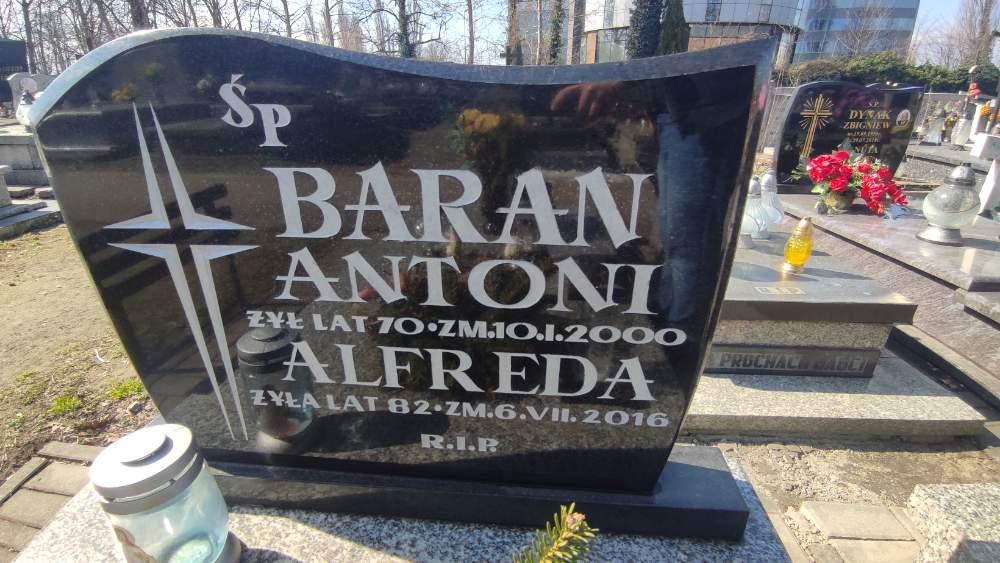 ŚP
BARAN
ANTONI
ŻYŁ LAT 70·ZM.10.I.2000
ALFREDA
ŻYŁA LAT 82·ZM.6.VII.2016
R.I.P.
Ś.P.
DYNAK
ZBIGNIEW